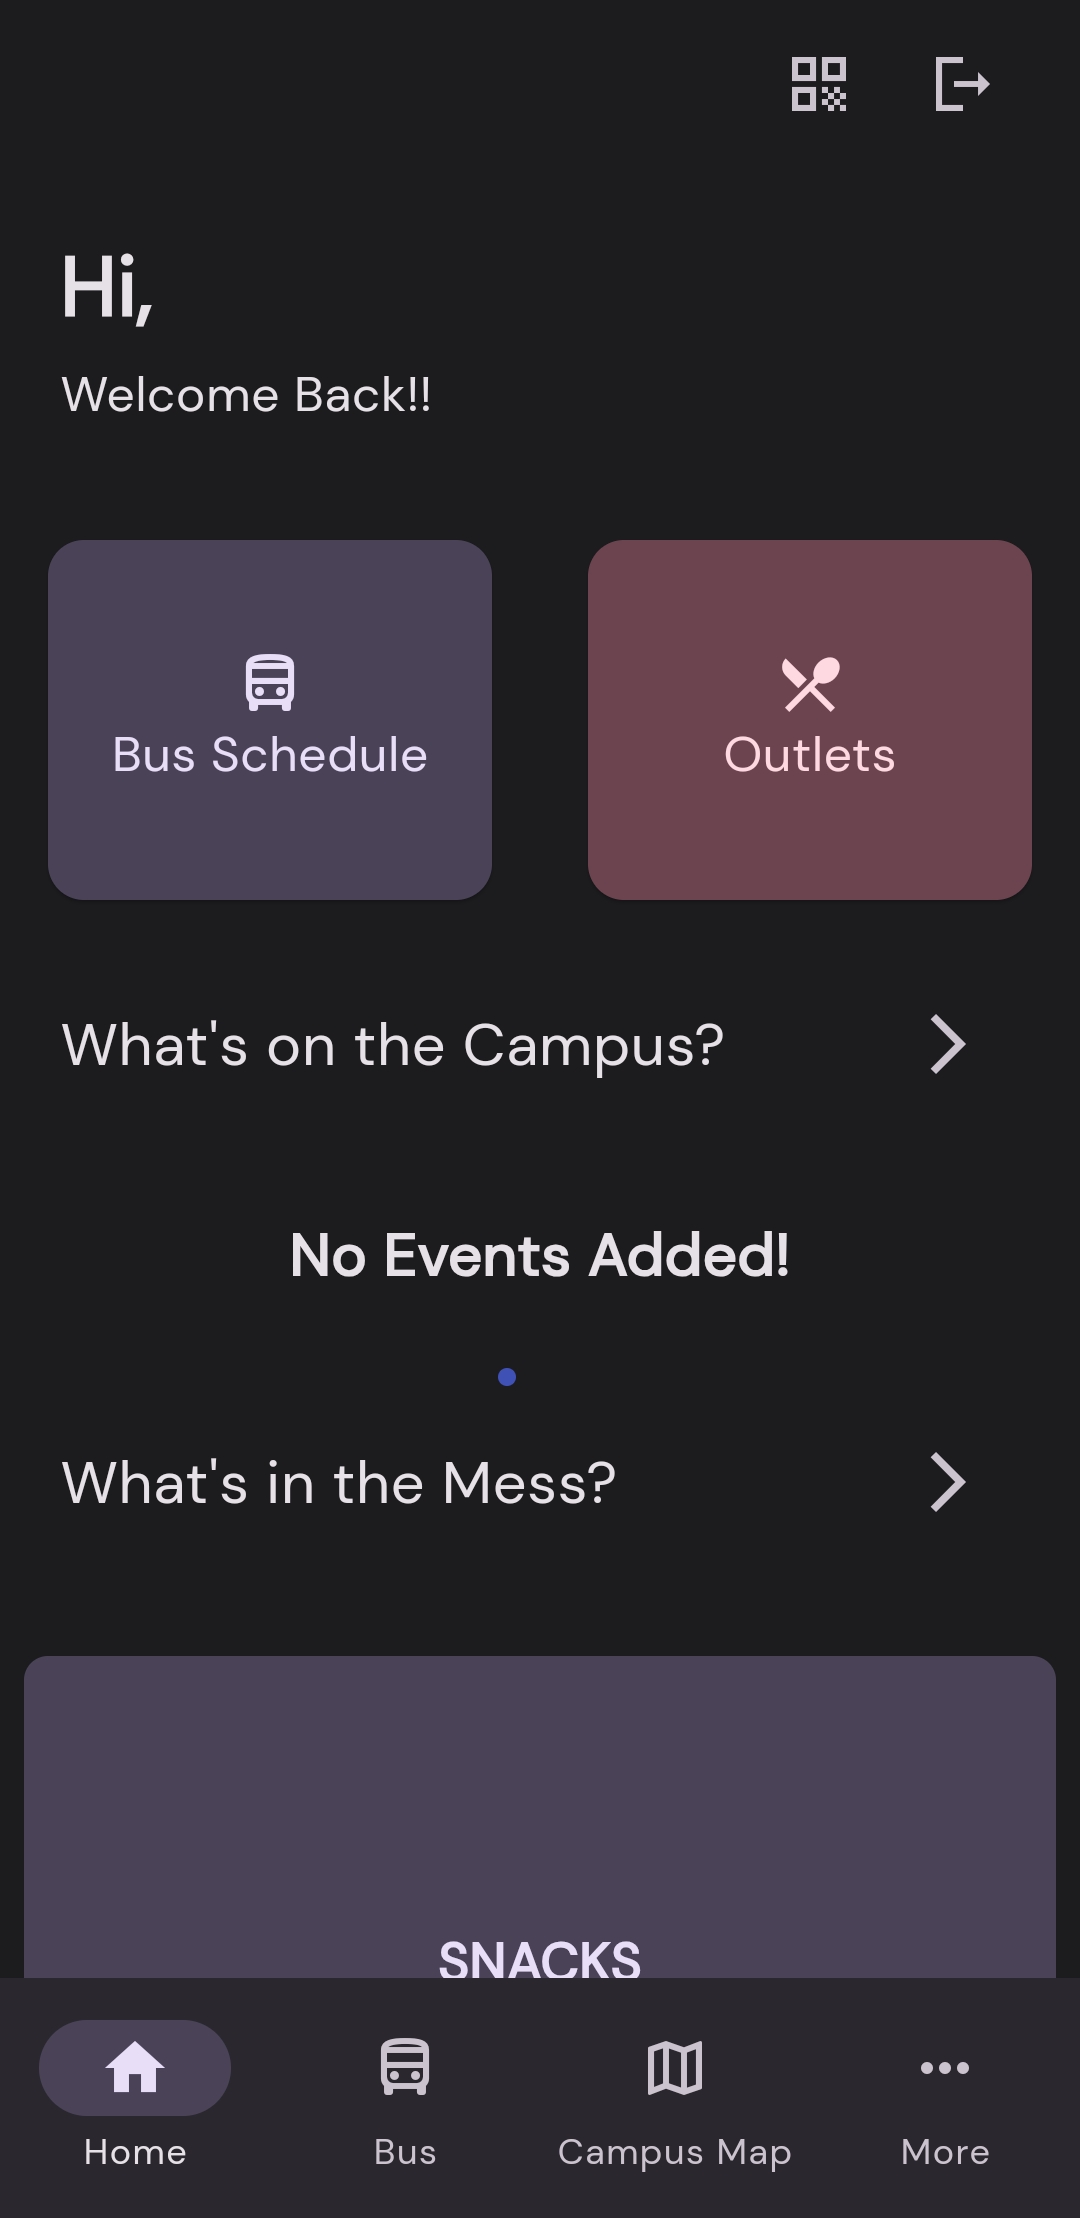 Hi,
Welcome Back!!
Bus Schedule
Outlets
What's on the Campus?
No Events Added!
What's in the Mess?
SNACKS
Home
Bus
Campus Map
More